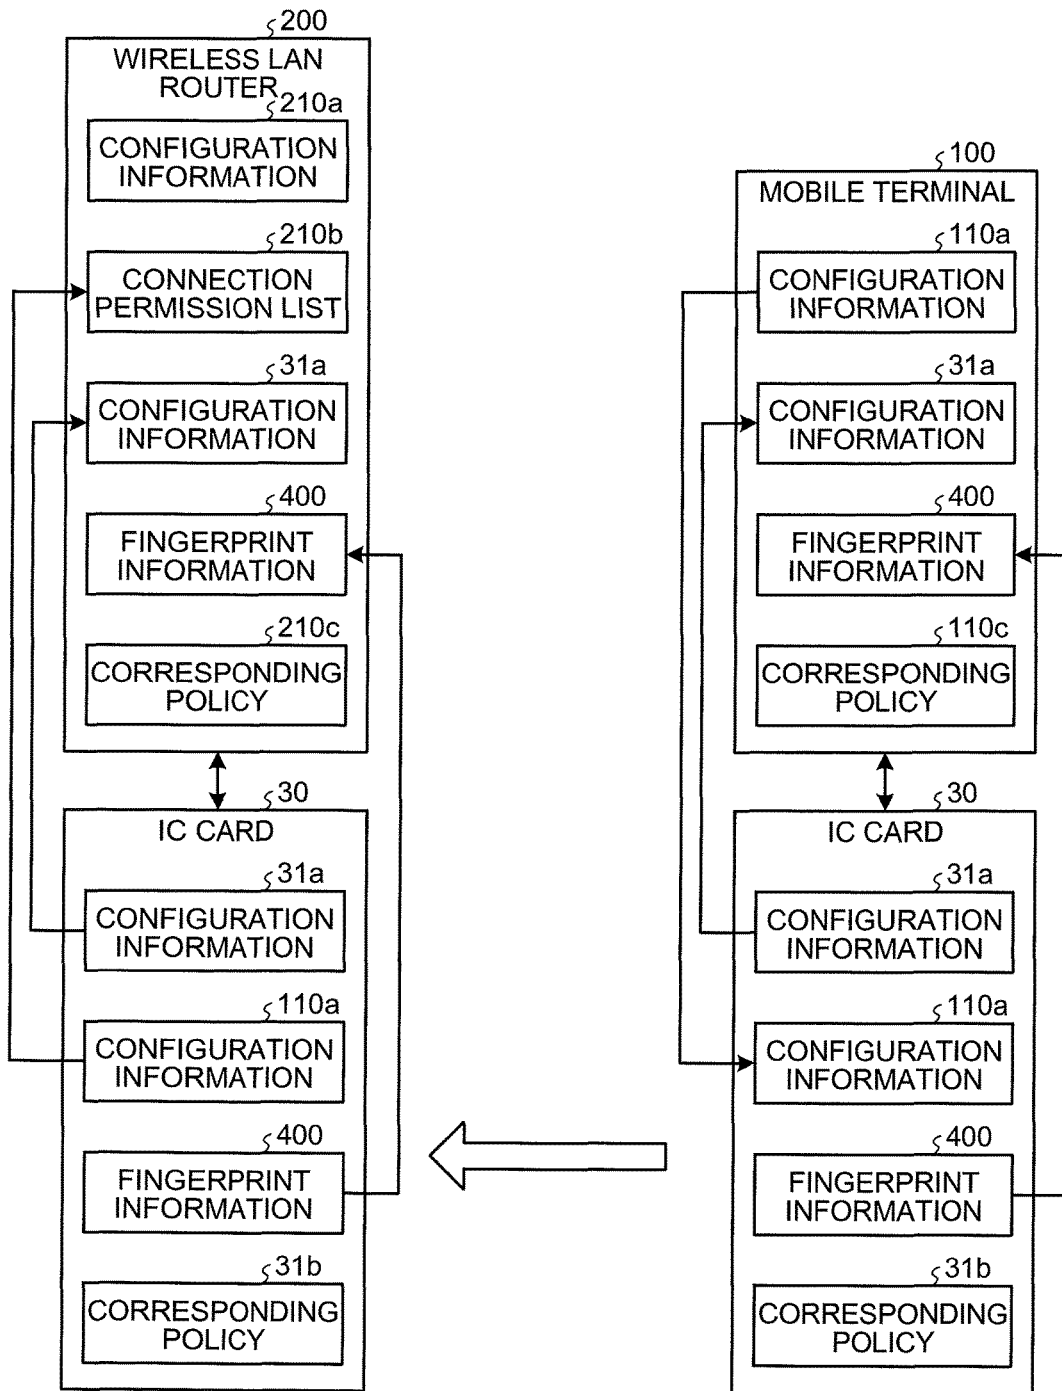 200
WIRELESS LAN
ROUTER
210a
CONFIGURATION
INFORMATION
210b
CONNECTION
PERMISSION LIST
31a
CONFIGURATION
INFORMATION
400
FINGERPRINT
INFORMATION
210c
CORRESPONDING
POLICY
30
IC CARD
31a
CONFIGURATION
INFORMATION
110a
CONFIGURATION
INFORMATION
400
FINGERPRINT
INFORMATION
31b
CORRESPONDING
POLICY
100
MOBILE TERMINAL
110a
CONFIGURATION
INFORMATION
31a
CONFIGURATION
INFORMATION
400
FINGERPRINT
INFORMATION
110c
CORRESPONDING
POLICY
30
IC CARD
31a
CONFIGURATION
INFORMATION
110a
CONFIGURATION
INFORMATION
400
FINGERPRINT
INFORMATION
31b
CORRESPONDING
POLICY